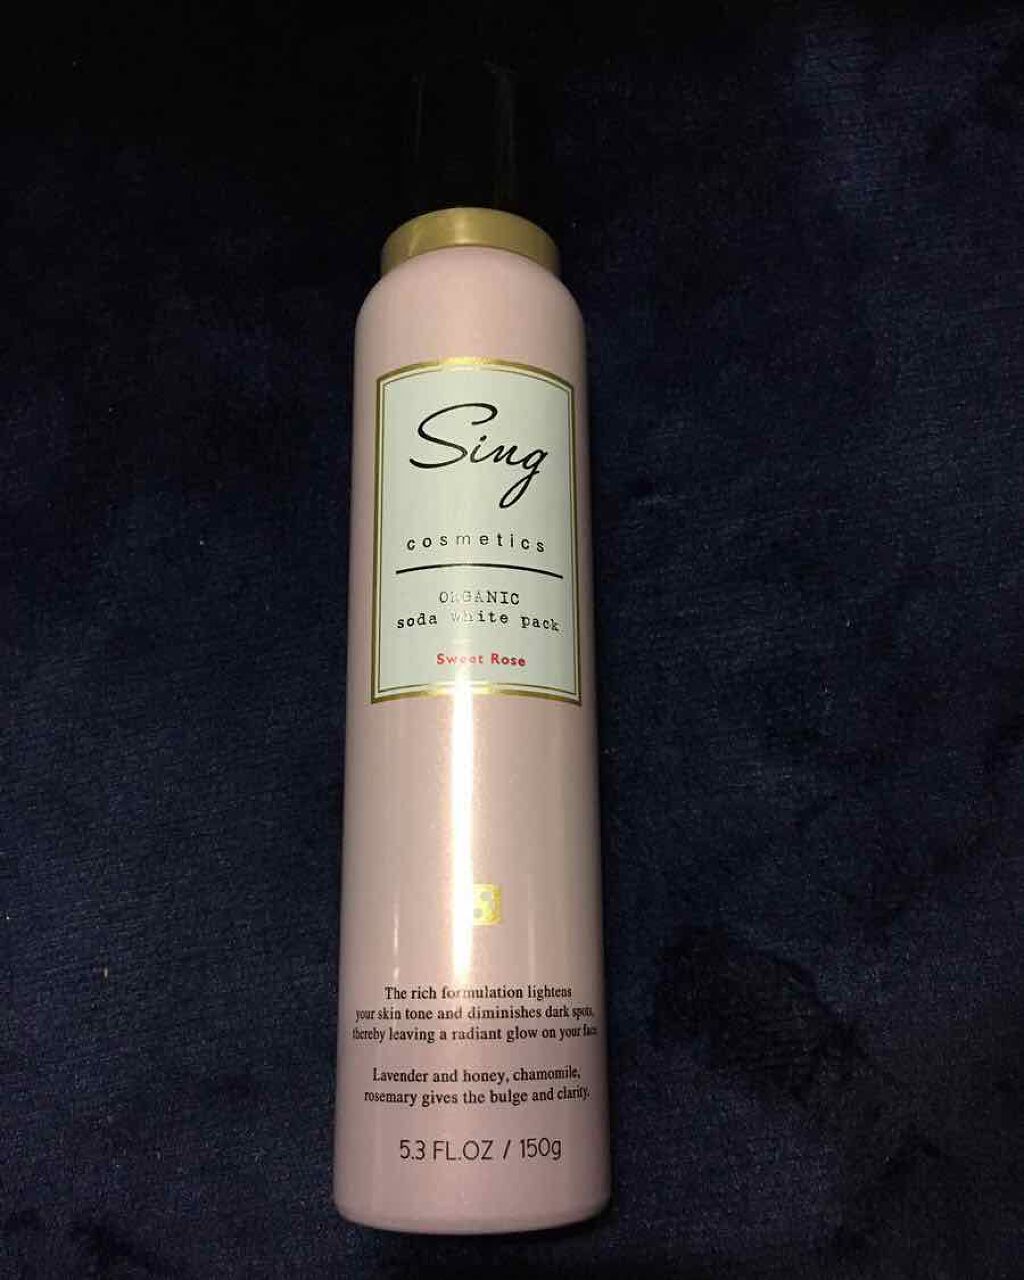 Sing
cosmetics
ORGANIC
soda white pack
Sweet Rose
The rich formulation lightens
your skin tone and diminishes dark spots,
thereby leaving a radiant glow on your face.
Lavender and honey, chamomile,
rosemary gives the bulge and clarity.
5.3 FL.OZ / 150g